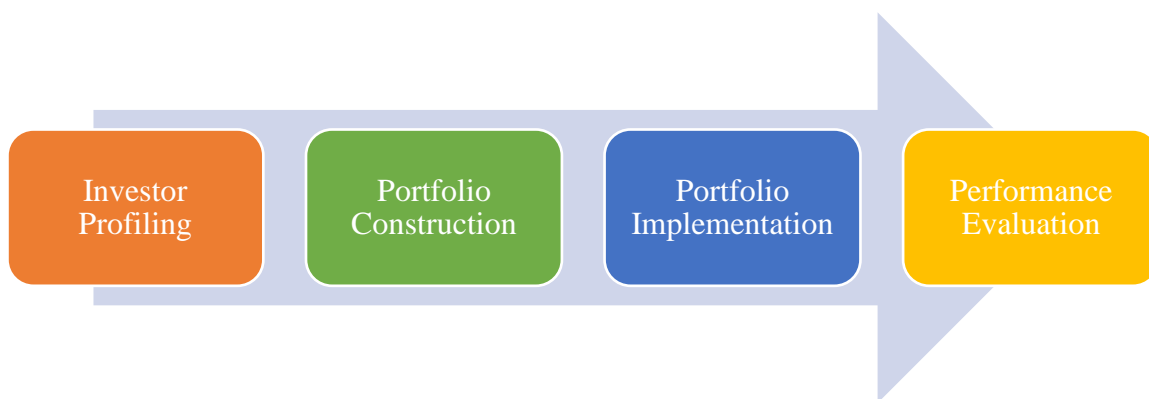 Investor
Profiling
Portfolio
Construction
Portfolio
Implementation
Performance
Evaluation